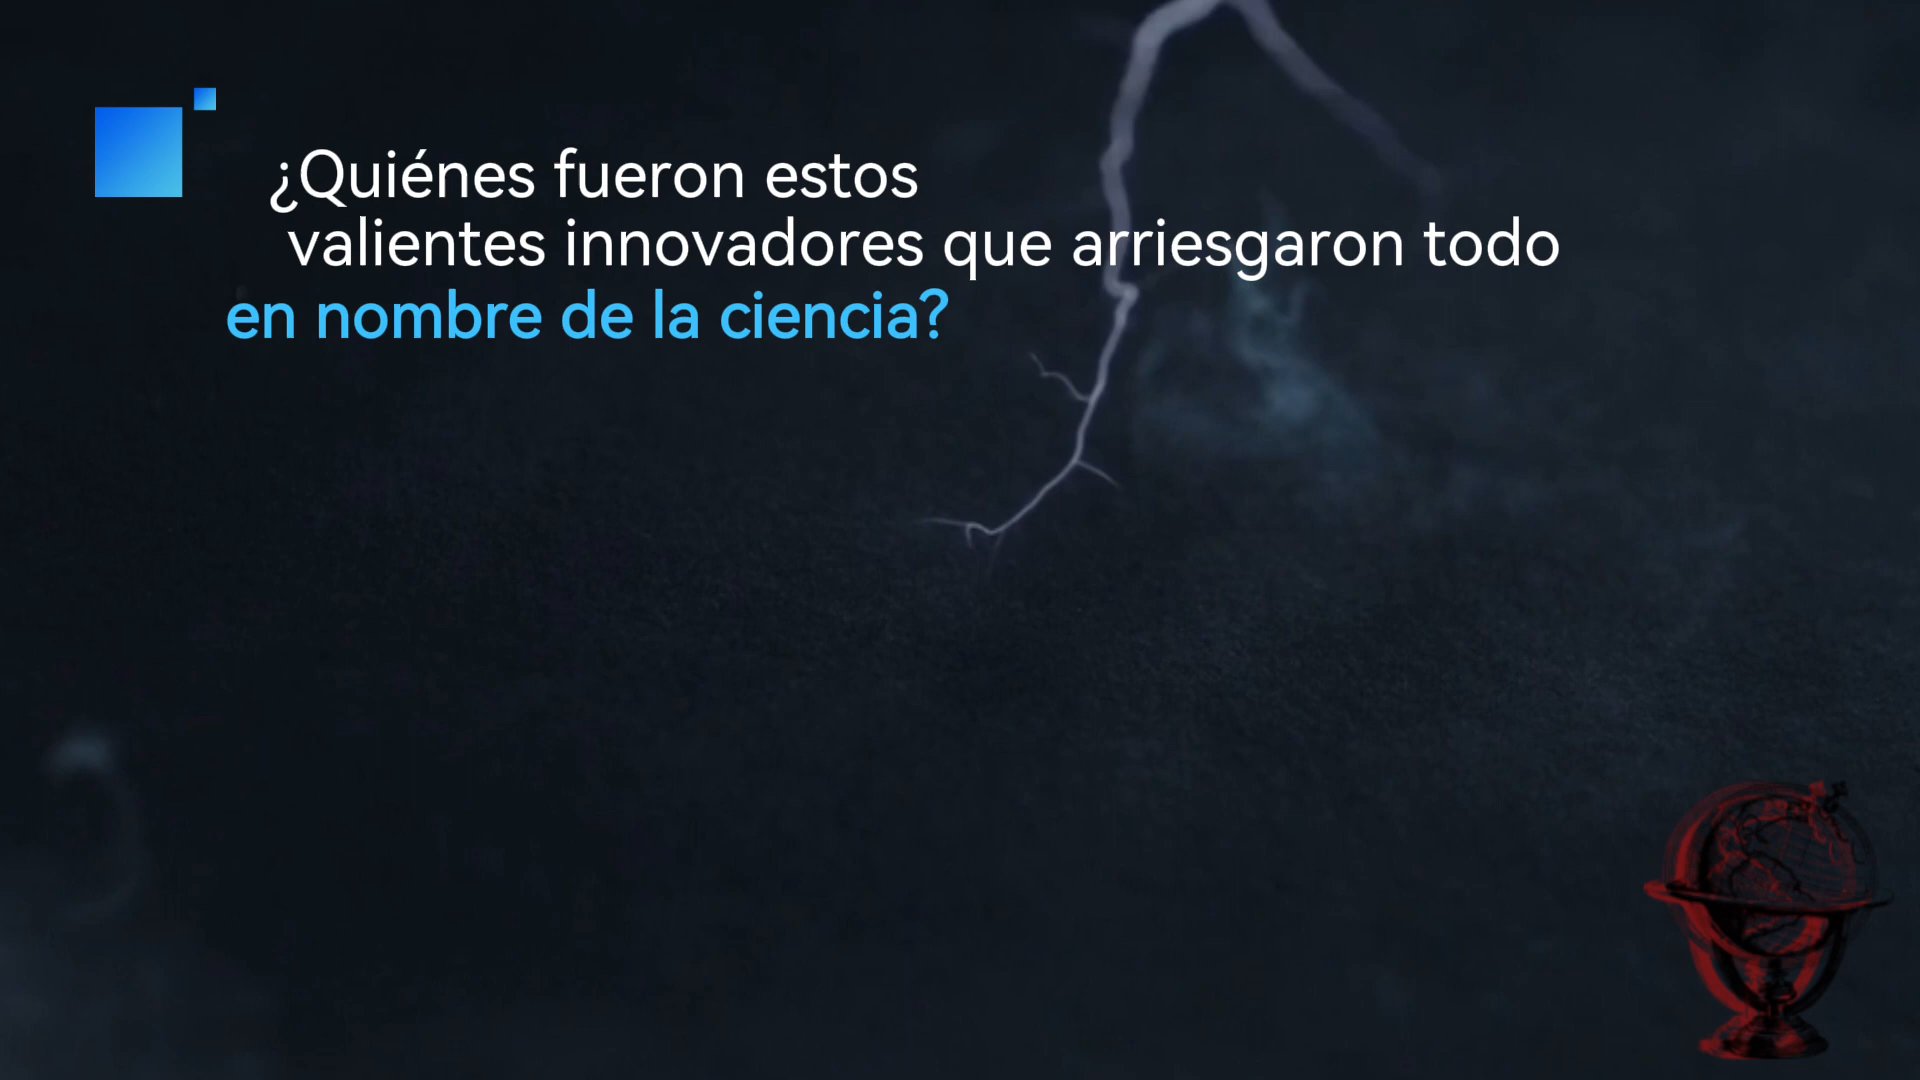 ¿Quiénes fueron estos
valientes innovadores que arriesgaron todo
en nombre de la ciencia?